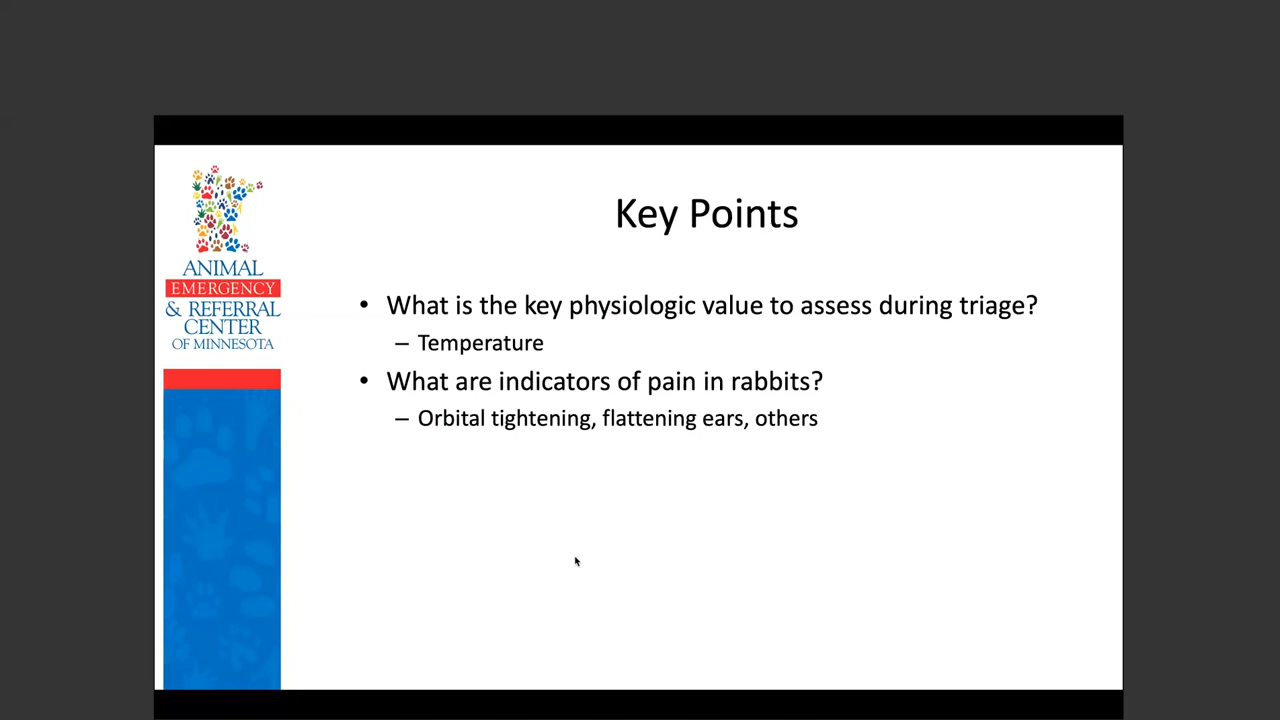 ANIMAL
EMERGENCY
& REFERRAL
CENTER
OF MINNESOTA
Key Points
• What is the key physiologic value to assess during triage?
– Temperature
• What are indicators of pain in rabbits?
– Orbital tightening, flattening ears, others